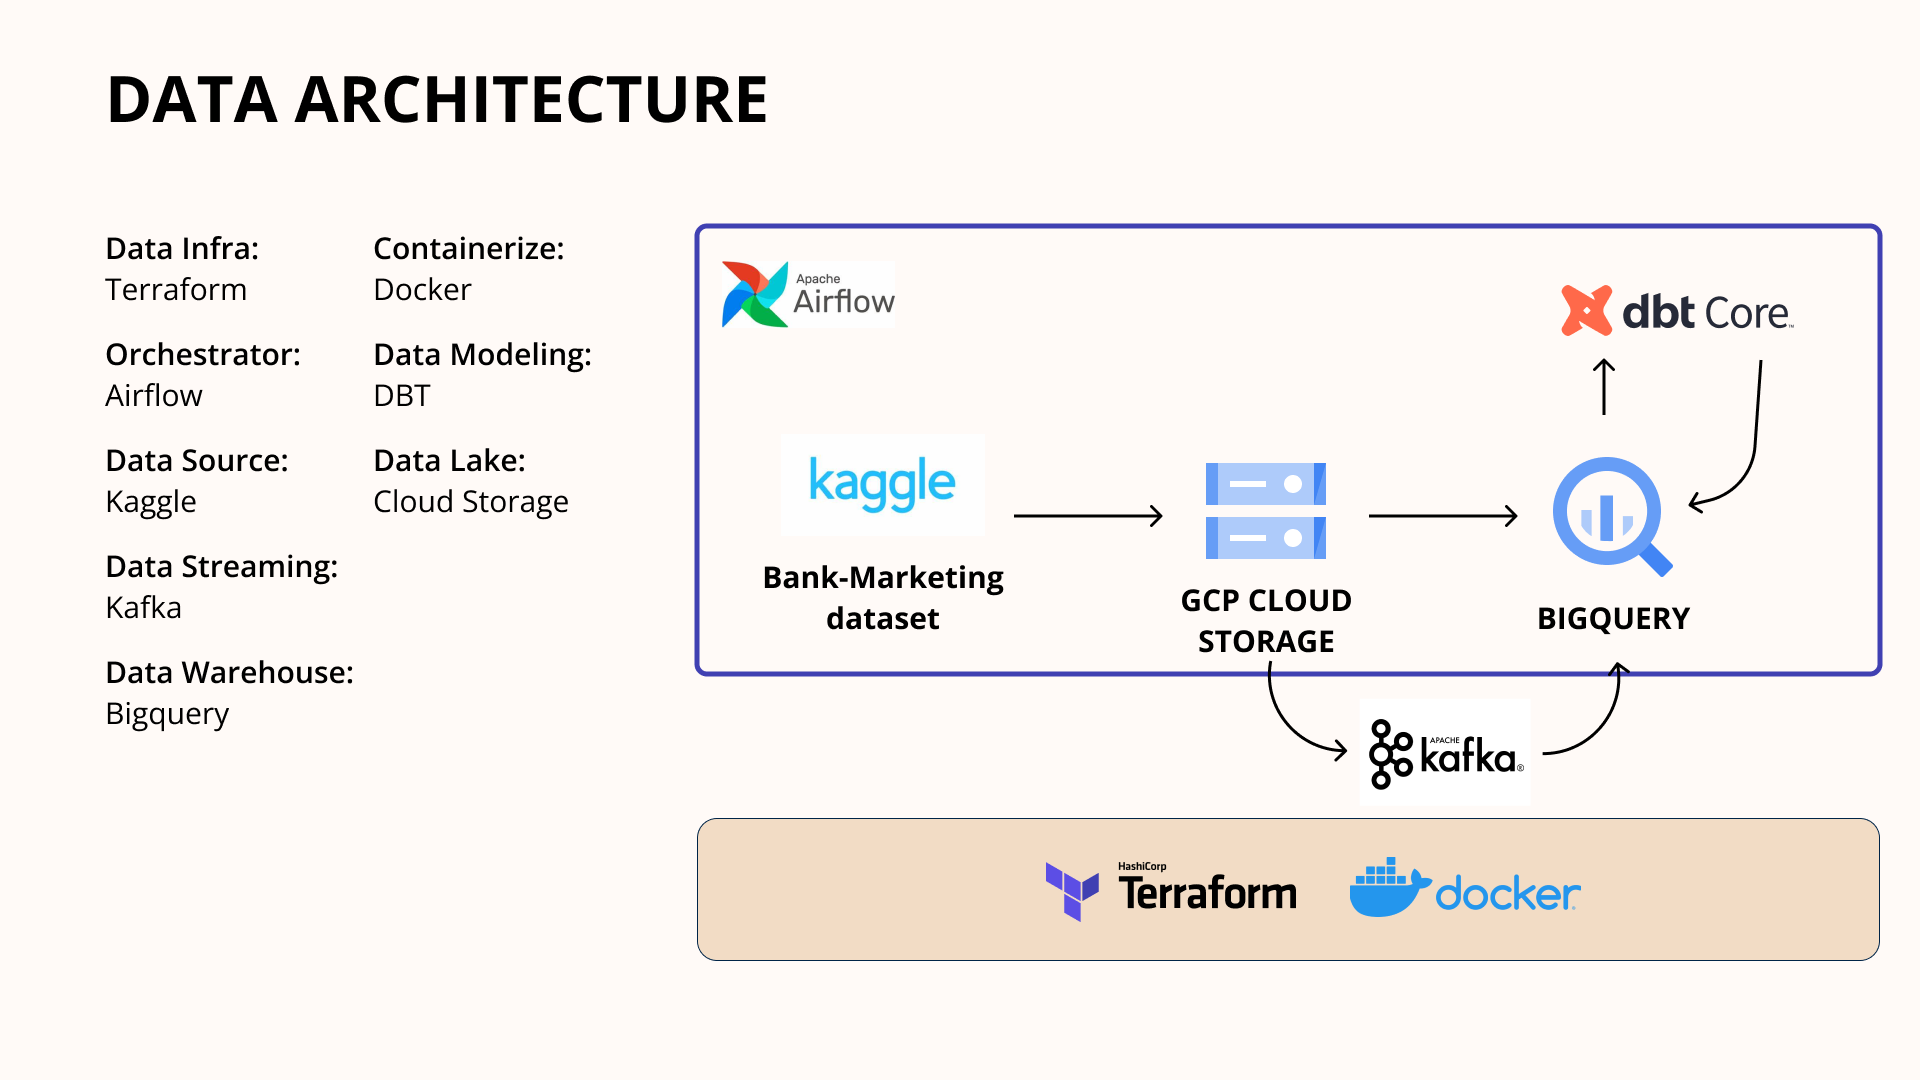 DATA ARCHITECTURE
Data Infra:
Terraform
Orchestrator:
Airflow
Data Source:
Kaggle
Data Streaming:
Kafka
Data Warehouse:
Bigquery
Containerize:
Docker
Data Modeling:
DBT
Data Lake:
Cloud Storage
Apache
Airflow
dbt Core™
kaggle
Bank-Marketing
dataset
GCP CLOUD
STORAGE
BIGQUERY
APACHE
kafka®
HashiCorp
Terraform
docker